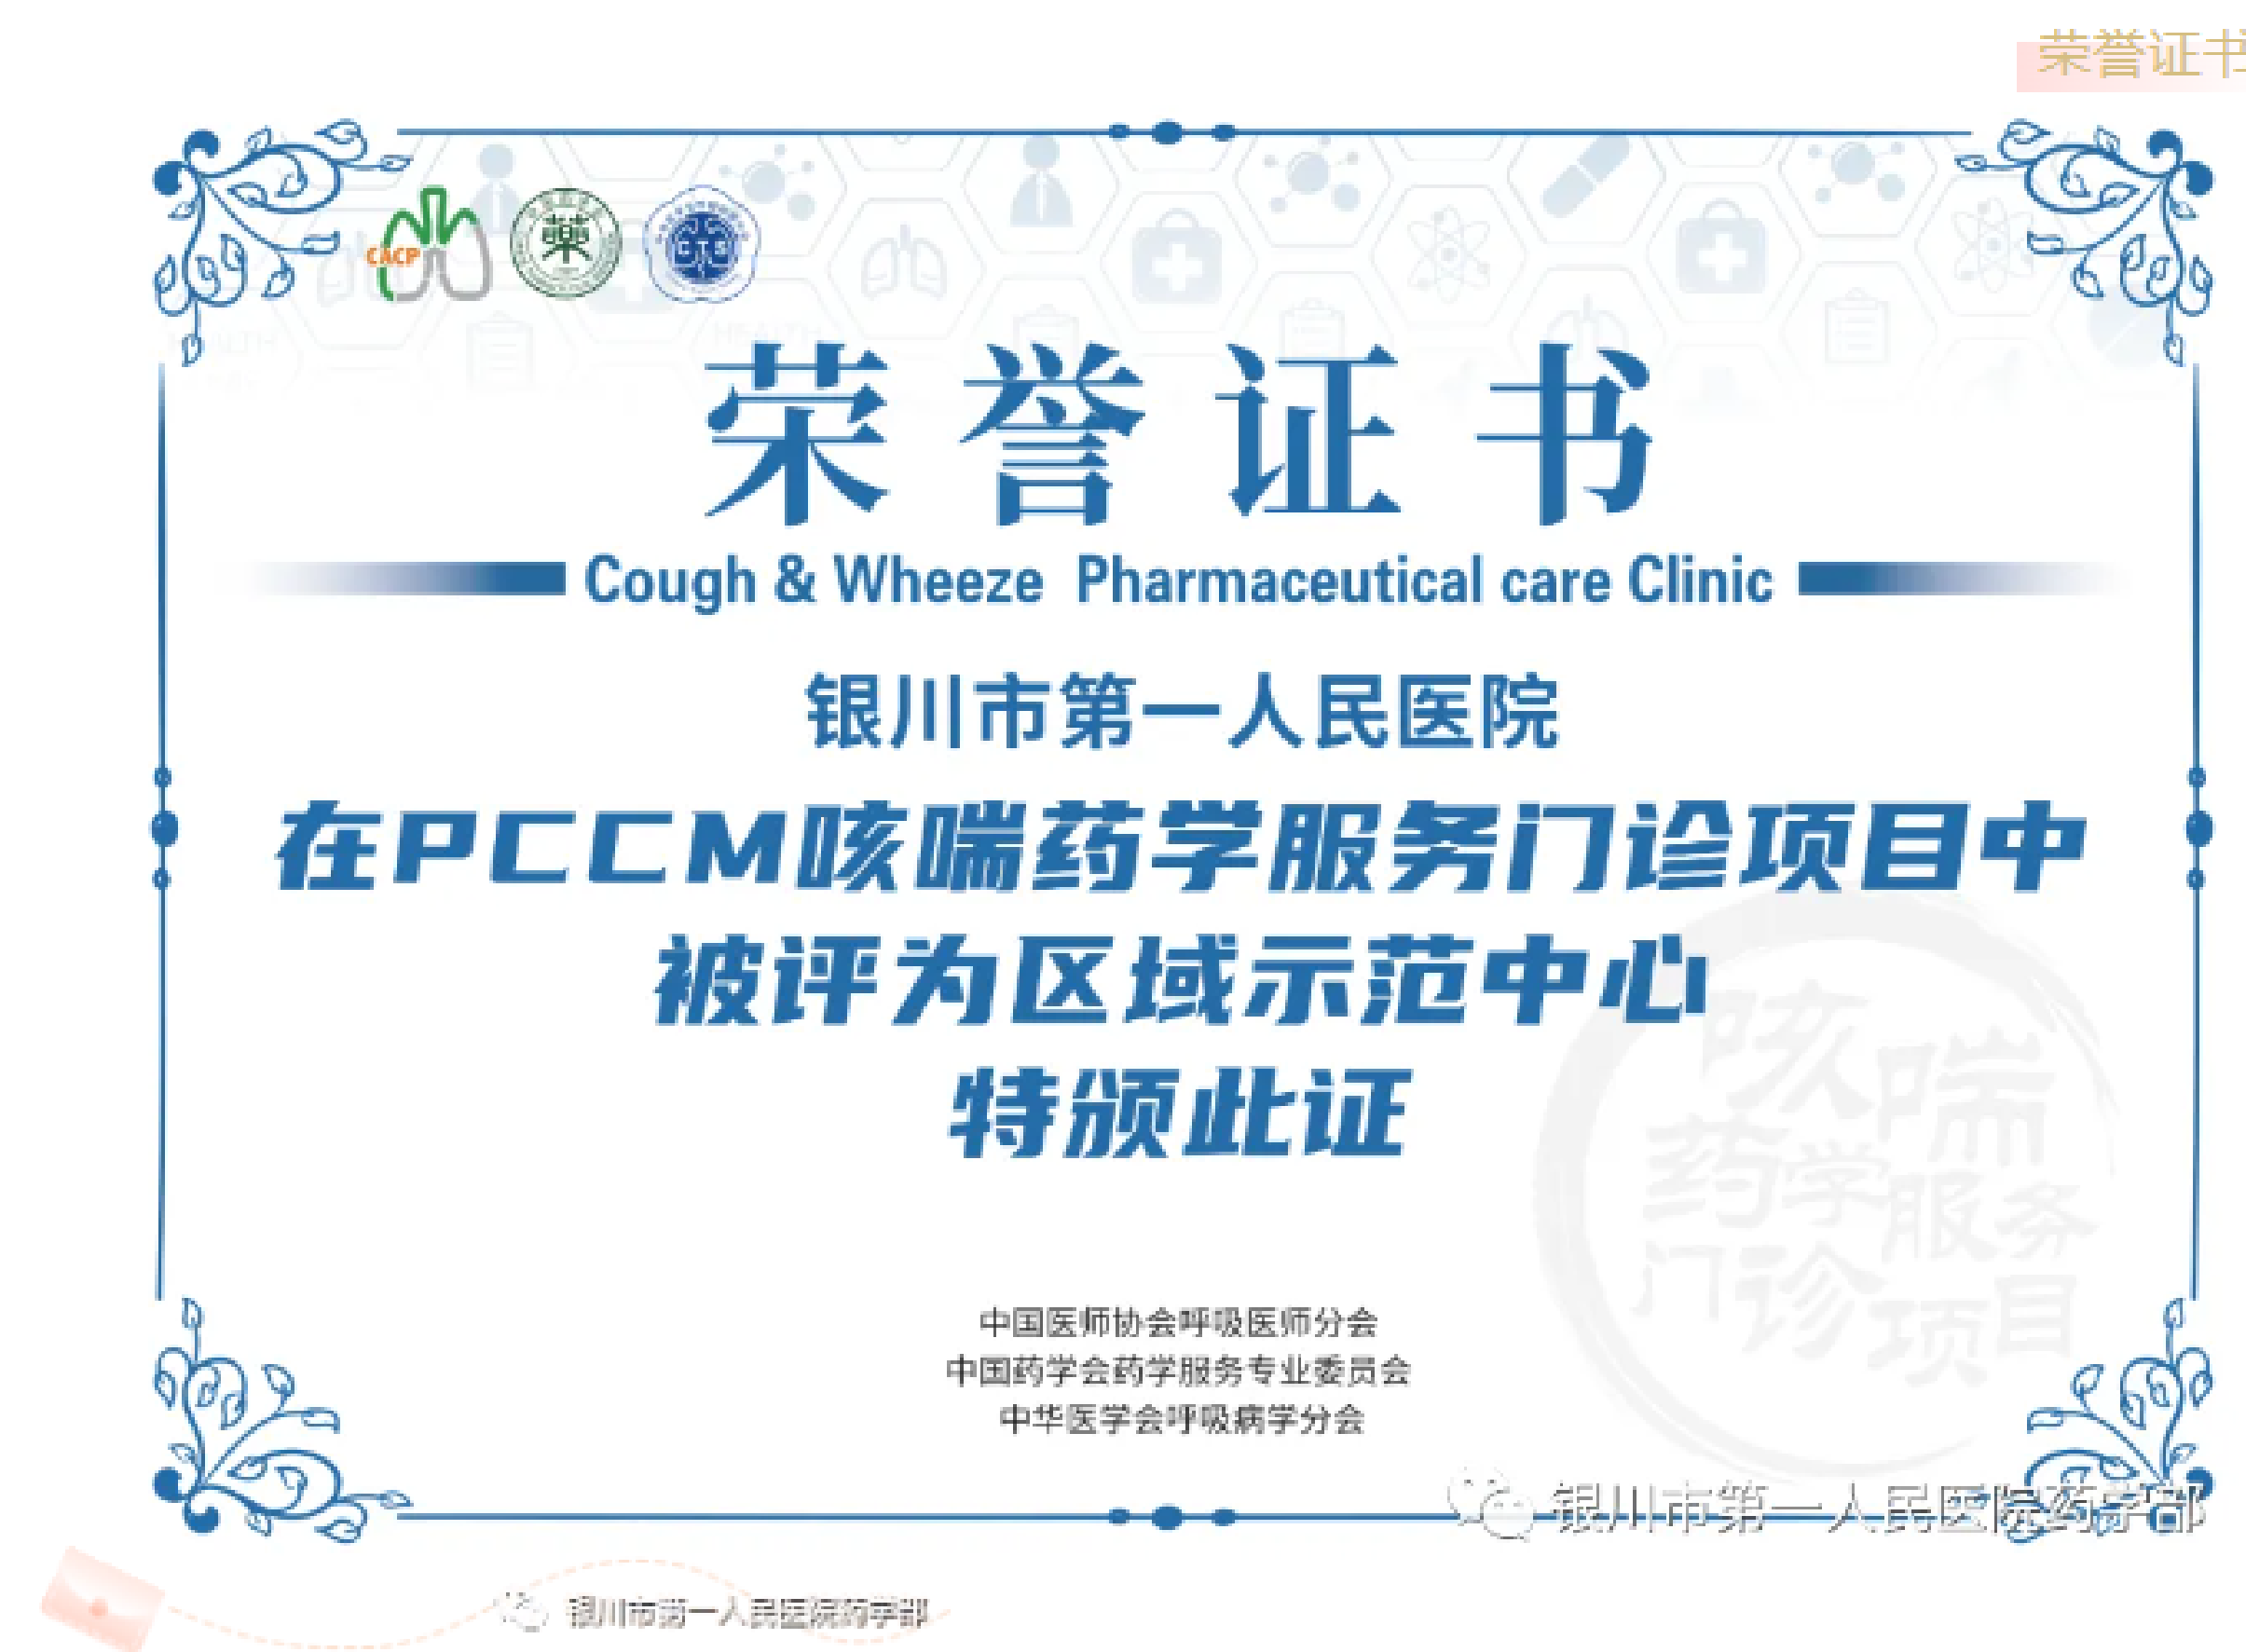 荣誉证书
CACP
藥
CTS
HEALTH
荣誉证书
Cough & Wheeze Pharmaceutical care Clinic
银川市第一人民医院
在PCCM咳喘药学服务门诊项目中
被评为区域示范中心
特颁此证
咳喘
药学服务
门诊项目
中国医师协会呼吸医师分会
中国药学会药学服务专业委员会
中华医学会呼吸病学分会
银川市第一人民医院药学部
银川市第一人民医院药学部